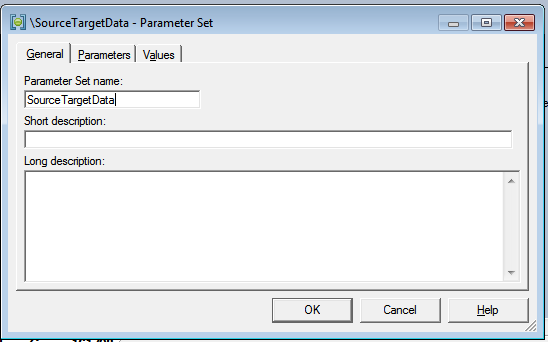 \SourceTargetData - Parameter Set
General Parameters Values
Parameter Set name:
SourceTargetData
Short description:
Long description:
OK Cancel Help